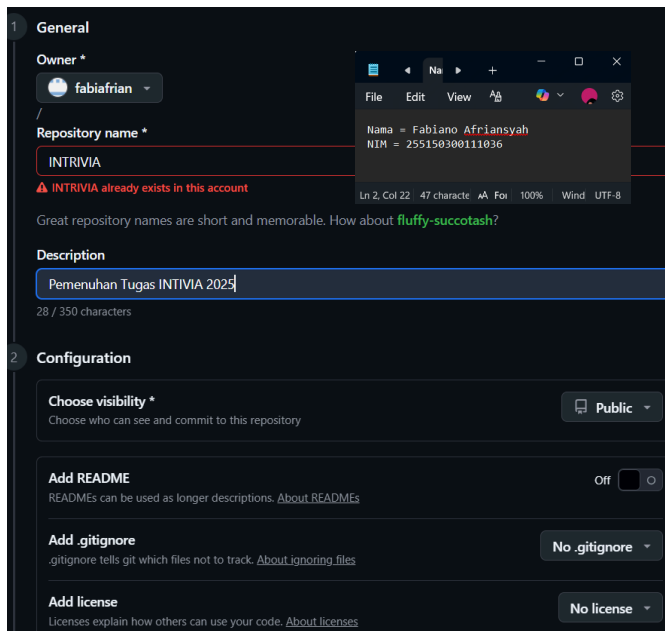 1
General
Owner *
fabiafrian
/
Repository name *
INTRIVIA
INTRIVIA already exists in this account
Great repository names are short and memorable. How about fluffy-succotash?
Description
Pemenuhan Tugas INTIVIA 2025
28 / 350 characters
Na
File Edit View
Nama = Fabiano Afriansyah
NIM = 255150300111036
Ln 2, Col 22 47 characte For 100% Wind UTF-8
2
Configuration
Choose visibility *
Choose who can see and commit to this repository
Public
Add README
READMEs can be used as longer descriptions. About READMEs
Off
Add .gitignore
.gitignore tells git which files not to track. About ignoring files
No .gitignore
Add license
Licenses explain how others can use your code. About licenses
No license